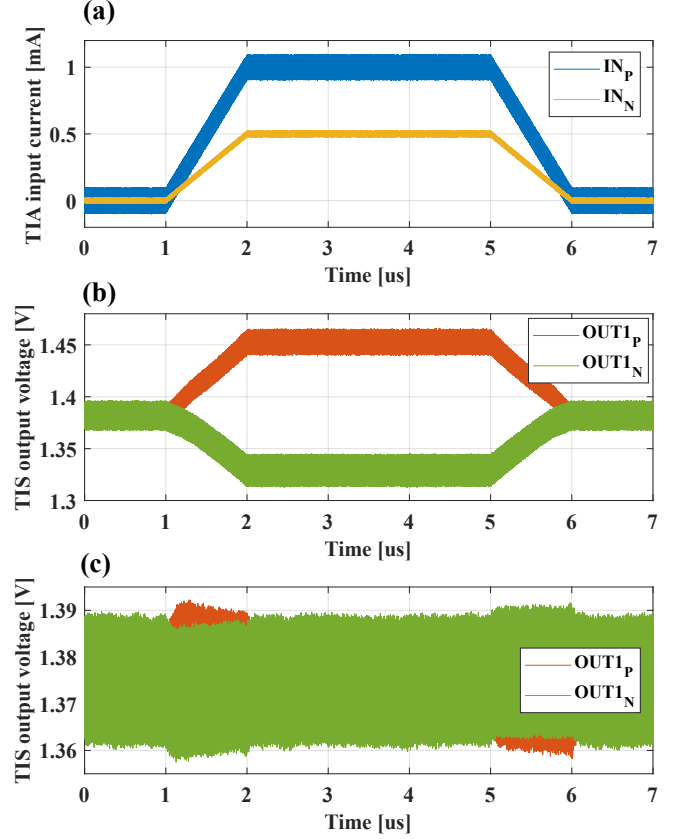 (a)
TIA input current [mA]
1
0.5
0
IN_P
IN_N
0 1 2 3 4 5 6 7
Time [us]
(b)
TIS output voltage [V]
1.45
1.4
1.35
1.3
OUT1_P
OUT1_N
0 1 2 3 4 5 6 7
Time [us]
(c)
TIS output voltage [V]
1.39
1.38
1.37
1.36
OUT1_P
OUT1_N
0 1 2 3 4 5 6 7
Time [us]